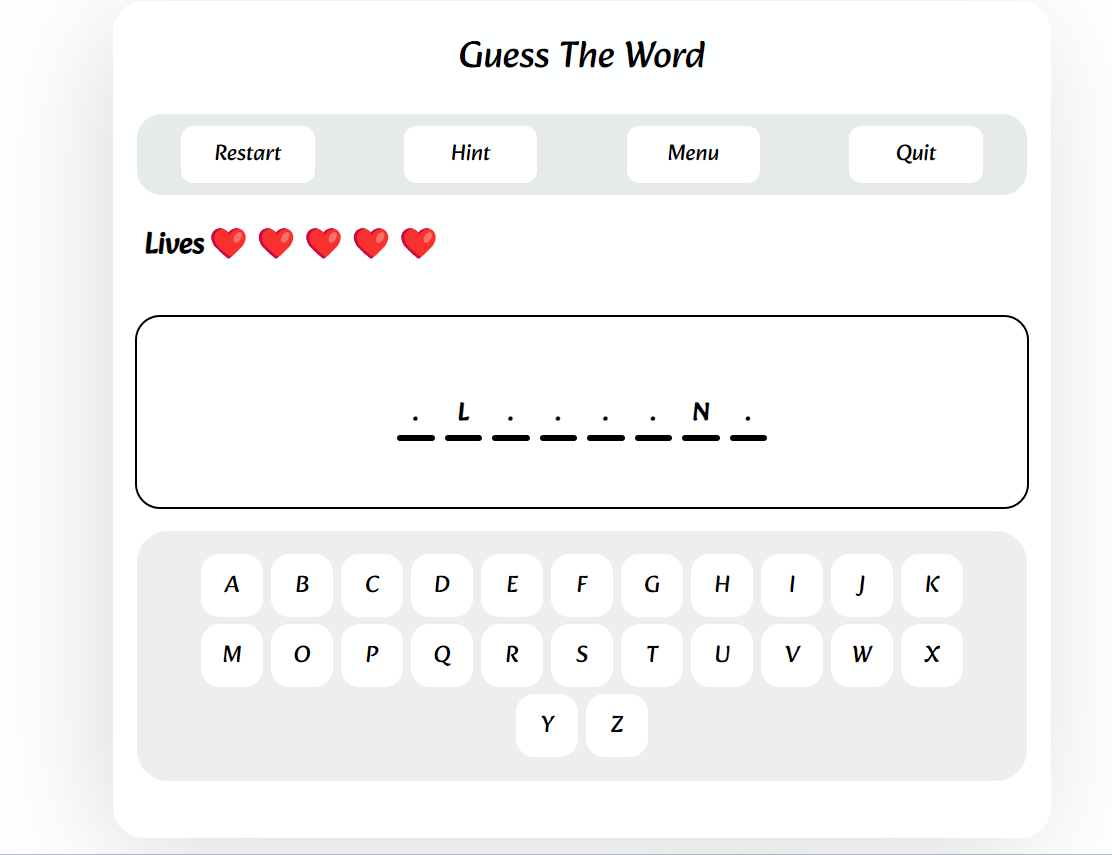 Guess The Word
Restart Hint Menu Quit
Lives
. L . . . . N .
A B C D E F G H I J K
M O P Q R S T U V W X
Y Z